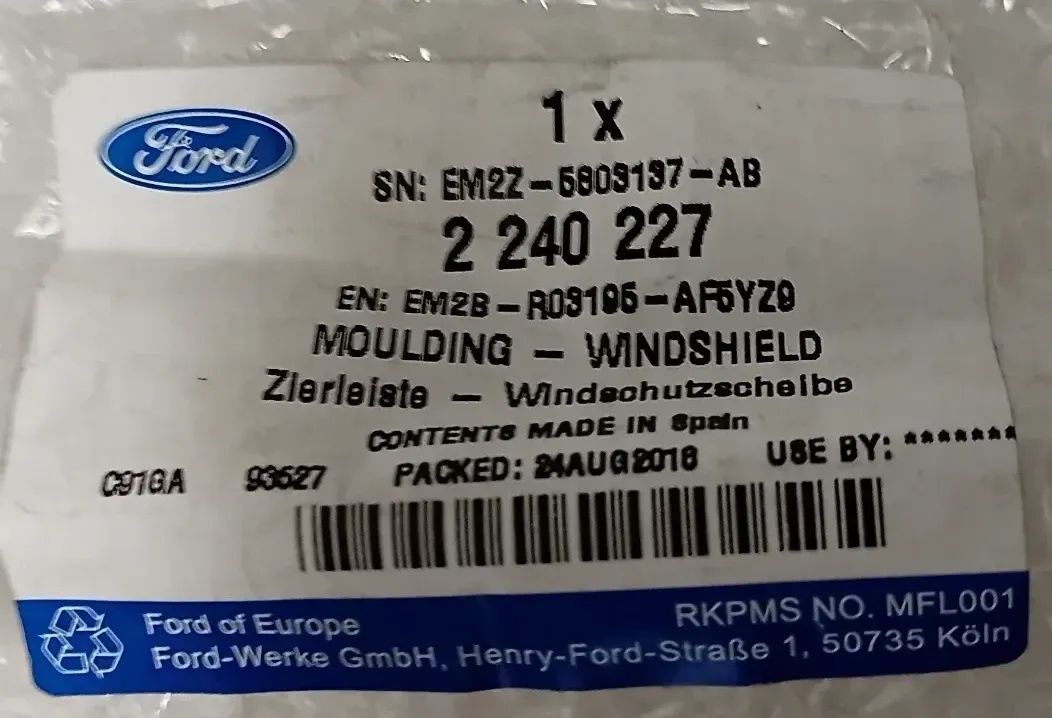 Ford
1 x
SN: EM2Z-5803137-AB
2 240 227
EN: EM2B-R03195-AF5YZ9
MOULDING - WINDSHIELD
Zierleiste - Windschutzscheibe
CONTENTS MADE IN Spain
C91GA 93527 PACKED: 24AUG2016 USE BY: *******
Ford of Europe RKPMS NO. MFL001
Ford-Werke GmbH, Henry-Ford-Straße 1, 50735 Köln